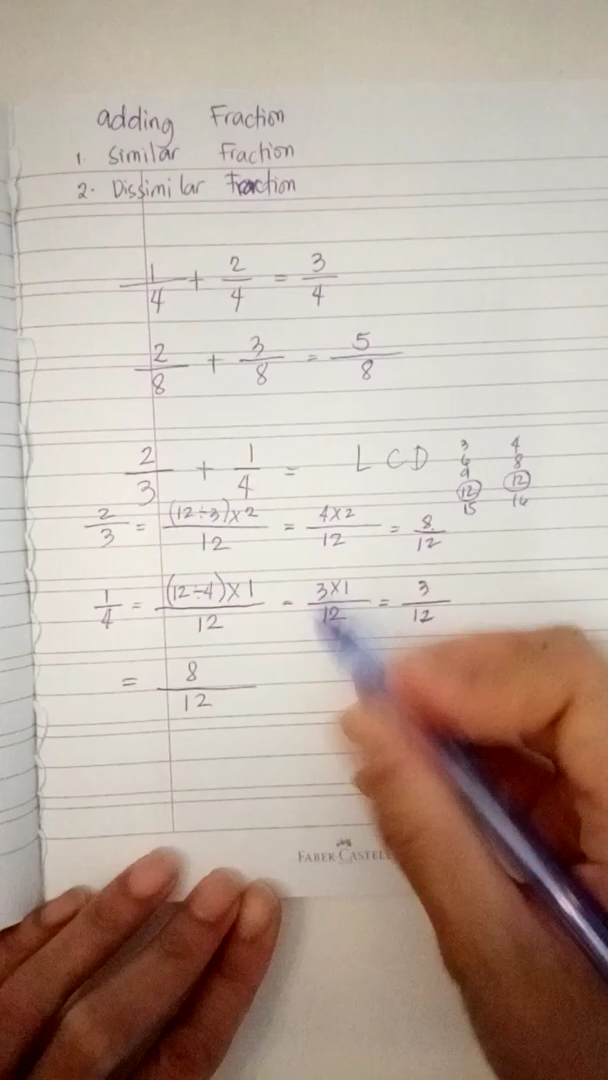 adding Fraction
1. Similar Fraction
2. Dissimilar Fraction
1/4 + 2/4 = 3/4
2/8 + 3/8 = 5/8
2/3 + 1/4 = LCD
3 4
6 8
9 12
12 16
15
2/3 = (12÷3)x2/12 = 4x2/12 = 8/12
1/4 = (12÷4)x1/12 = 3x1/12 = 3/12
= 8/12
FABER-CASTELL